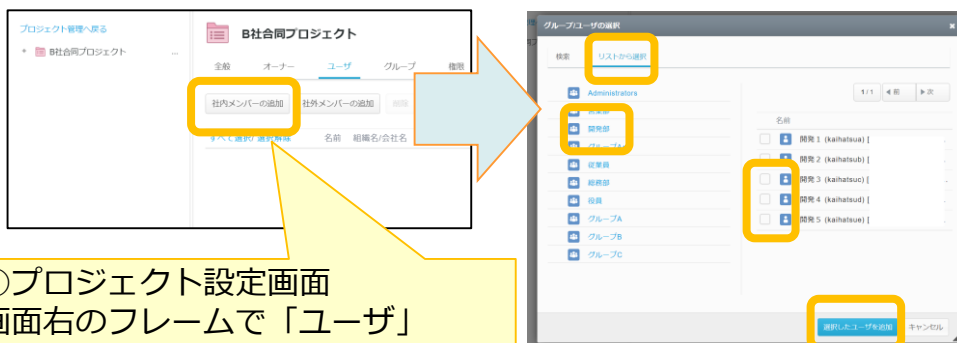 プロジェクト管理へ戻る
B社合同プロジェクト
...
B社合同プロジェクト
全般 オーナー ユーザ グループ 権限
社内メンバーの追加 社外メンバーの追加 削除
すべて選択/選択解除 名前 組織名/会社名
プロジェクト設定画面
画面右のフレームで「ユーザ」
グループ/ユーザの選択
検索 リストから選択
Administrators
開発部
従業員
総務部
役員
グループA
グループB
グループC
1/1 前 次
名前
開発 1 (kaihatsua) [
開発 2 (kaihatsub) [
開発 3 (kaihatsuc) [
開発 4 (kaihatsud) [
開発 5 (kaihatsue) [
選択したユーザを追加 キャンセル